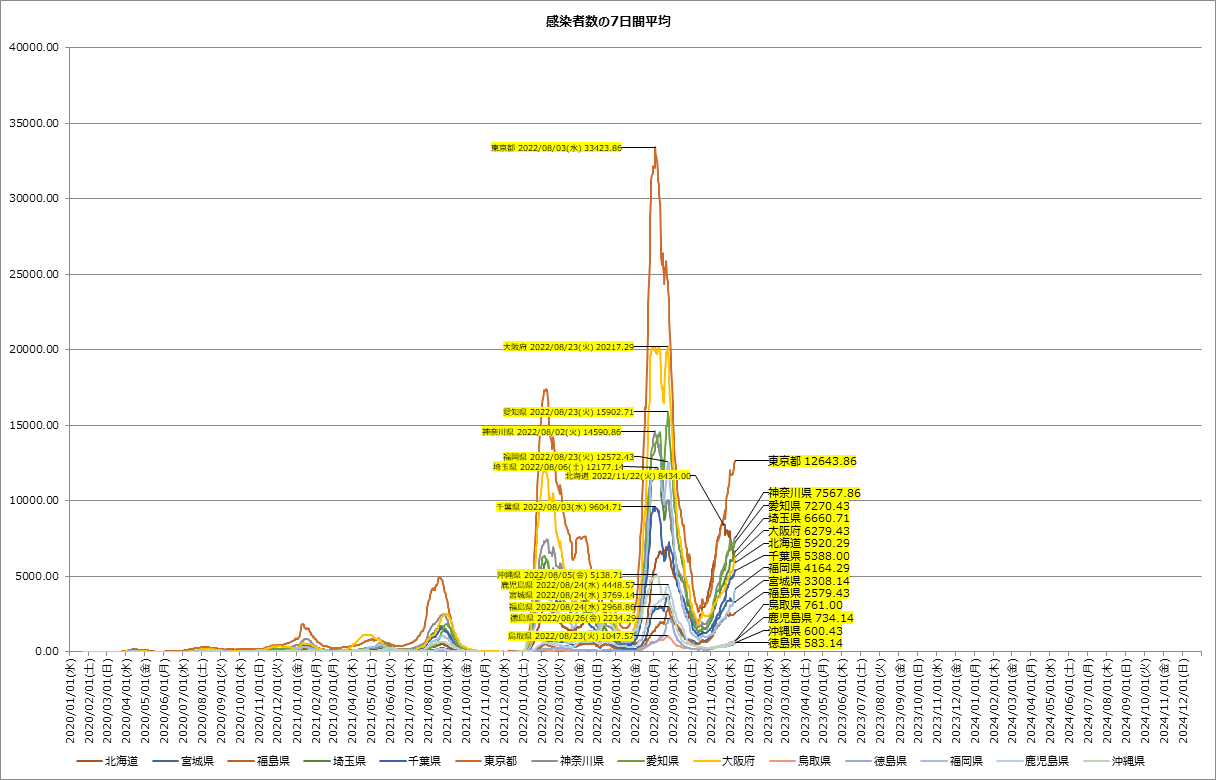 感染者数の7日間平均
40000.00
35000.00
30000.00
25000.00
20000.00
15000.00
10000.00
5000.00
0.00
東京都 2022/08/03(水) 33423.86
大阪府 2022/08/23(火) 20217.29
愛知県 2022/08/23(火) 15902.71
神奈川県 2022/08/02(火) 14590.86
福岡県 2022/08/23(火) 12572.43
埼玉県 2022/08/06(土) 12177.14
北海道 2022/11/22(火) 8434.00
千葉県 2022/08/03(水) 9604.71
沖縄県 2022/08/05(金) 5138.71
鹿児島県 2022/08/24(水) 4448.57
宮城県 2022/08/24(水) 3769.14
福島県 2022/08/24(水) 2968.86
徳島県 2022/08/26(金) 2234.29
鳥取県 2022/08/23(火) 1047.57
東京都 12643.86
神奈川県 7567.86
愛知県 7270.43
埼玉県 6660.71
大阪府 6279.43
北海道 5920.29
千葉県 5388.00
福岡県 4164.29
宮城県 3308.14
福島県 2579.43
鳥取県 761.00
鹿児島県 734.14
沖縄県 600.43
徳島県 583.14
2020/01/01(水)
2020/02/01(土)
2020/03/01(日)
2020/04/01(水)
2020/05/01(金)
2020/06/01(月)
2020/07/01(水)
2020/08/01(土)
2020/09/01(火)
2020/10/01(木)
2020/11/01(日)
2020/12/01(火)
2021/01/01(金)
2021/02/01(月)
2021/03/01(月)
2021/04/01(木)
2021/05/01(土)
2021/06/01(火)
2021/07/01(木)
2021/08/01(日)
2021/09/01(水)
2021/10/01(金)
2021/11/01(月)
2021/12/01(水)
2022/01/01(土)
2022/02/01(火)
2022/03/01(火)
2022/04/01(金)
2022/05/01(日)
2022/06/01(水)
2022/07/01(金)
2022/08/01(月)
2022/09/01(木)
2022/10/01(土)
2022/11/01(火)
2022/12/01(木)
2023/01/01(日)
2023/02/01(水)
2023/03/01(水)
2023/04/01(土)
2023/05/01(月)
2023/06/01(木)
2023/07/01(土)
2023/08/01(火)
2023/09/01(金)
2023/10/01(日)
2023/11/01(水)
2023/12/01(金)
2024/01/01(月)
2024/02/01(木)
2024/03/01(金)
2024/04/01(月)
2024/05/01(水)
2024/06/01(土)
2024/07/01(月)
2024/08/01(木)
2024/09/01(日)
2024/10/01(火)
2024/11/01(金)
2024/12/01(日)
北海道 宮城県 福島県 埼玉県 千葉県 東京都 神奈川県 愛知県 大阪府 鳥取県 徳島県 福岡県 鹿児島県 沖縄県